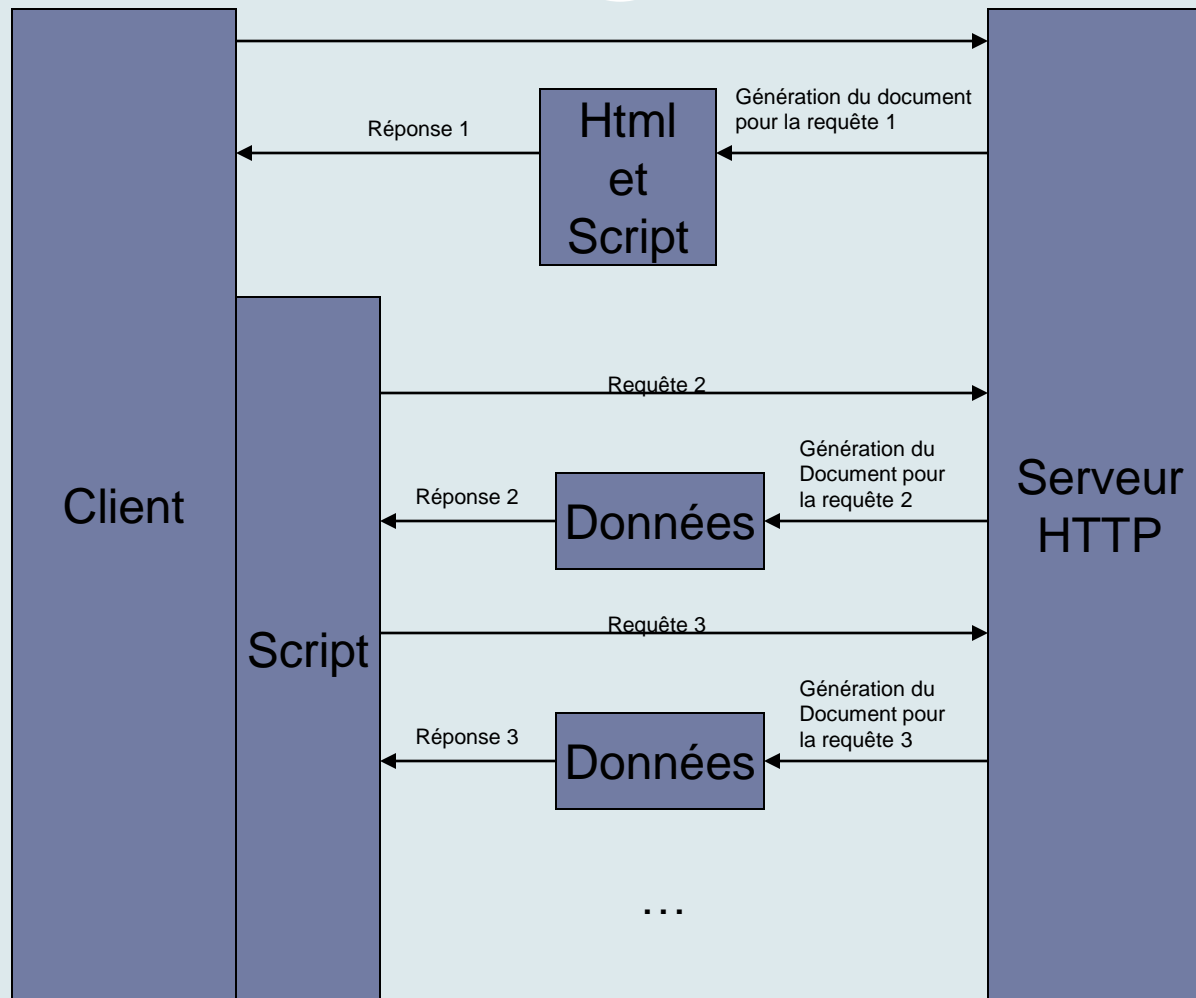 Génération du document
pour la requête 1
Html
et
Script
Réponse 1
Requête 2
Génération du
Document pour
la requête 2
Données
Réponse 2
Client
Serveur
HTTP
Requête 3
Script
Génération du
Document pour
la requête 3
Données
Réponse 3
...